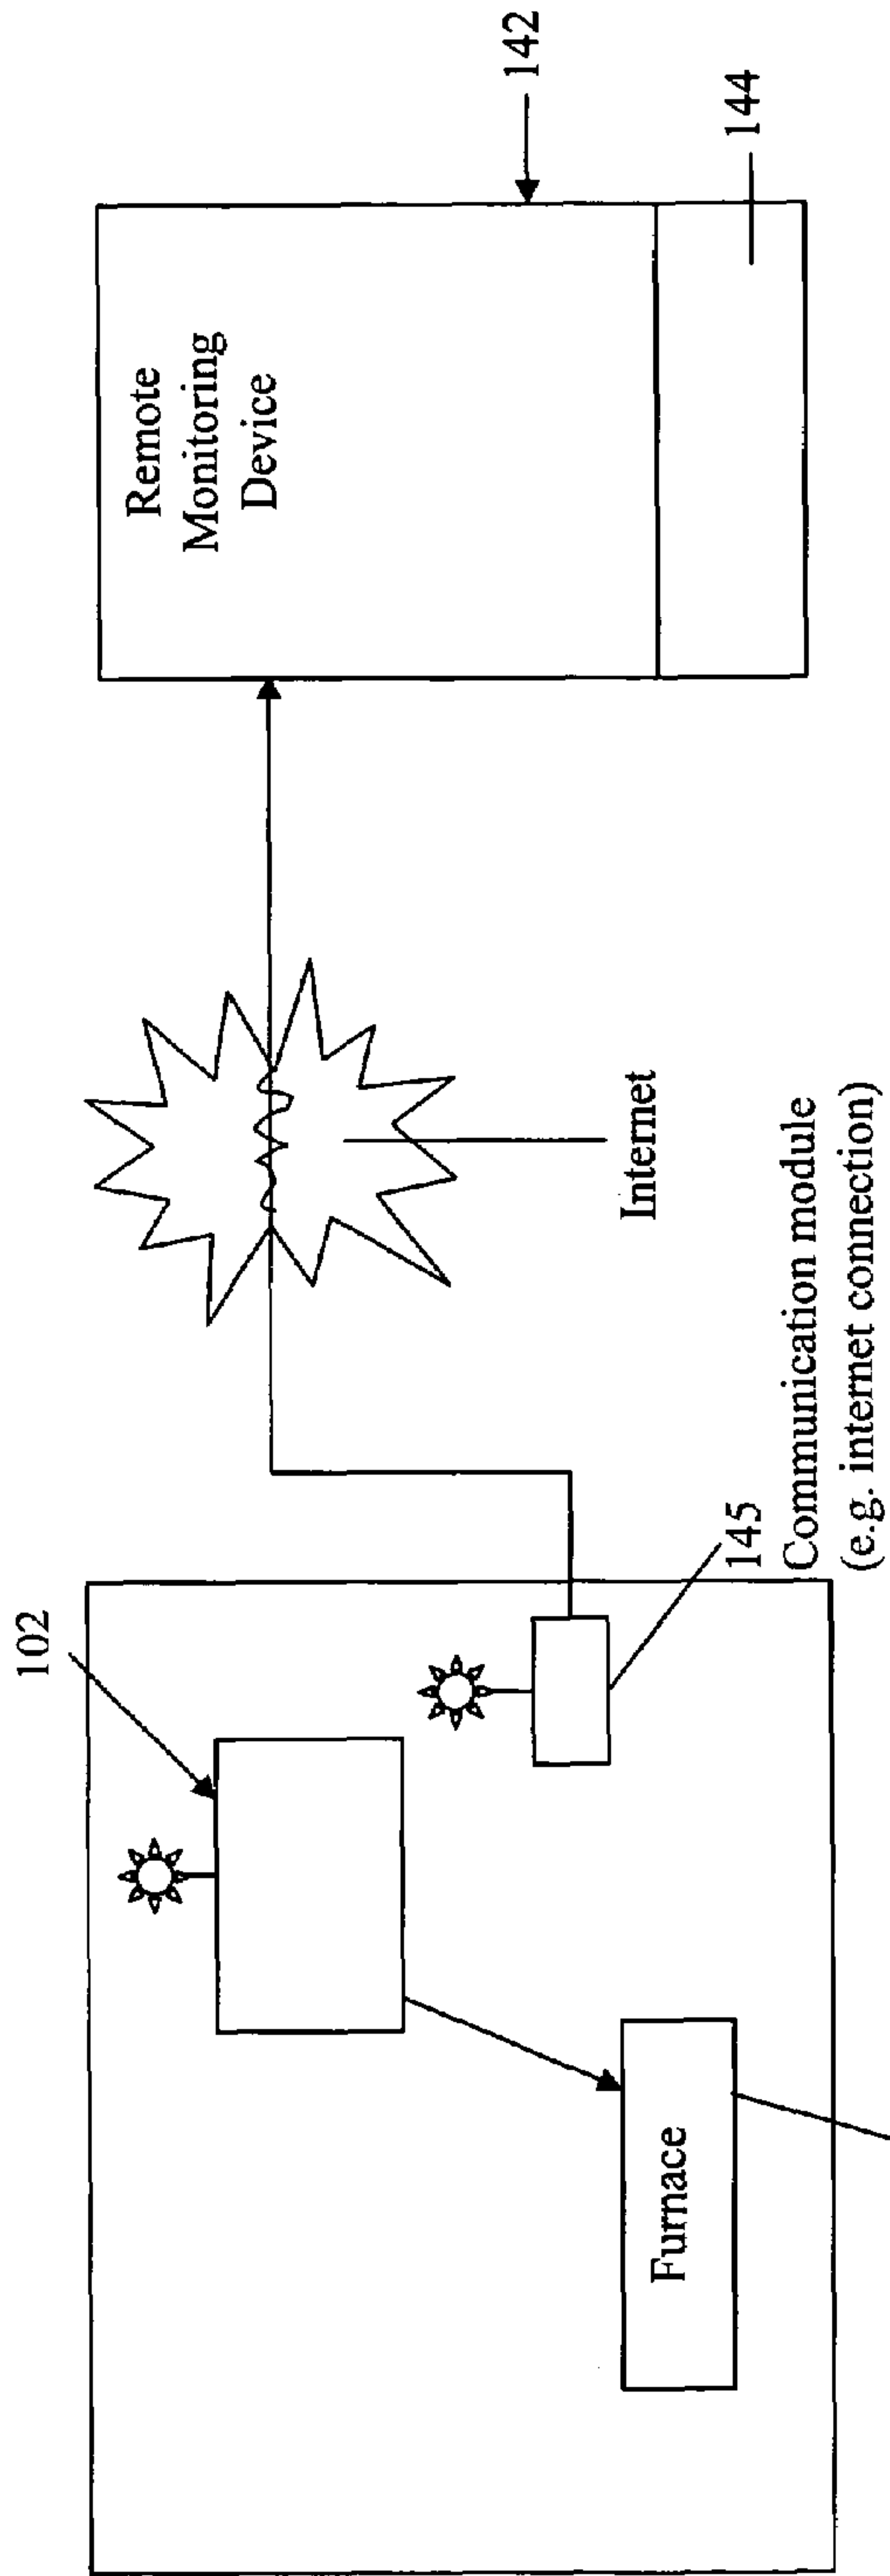 102
Furnace
145
Communication module
(e.g. internet connection)
Internet
Remote
Monitoring
Device
142
144